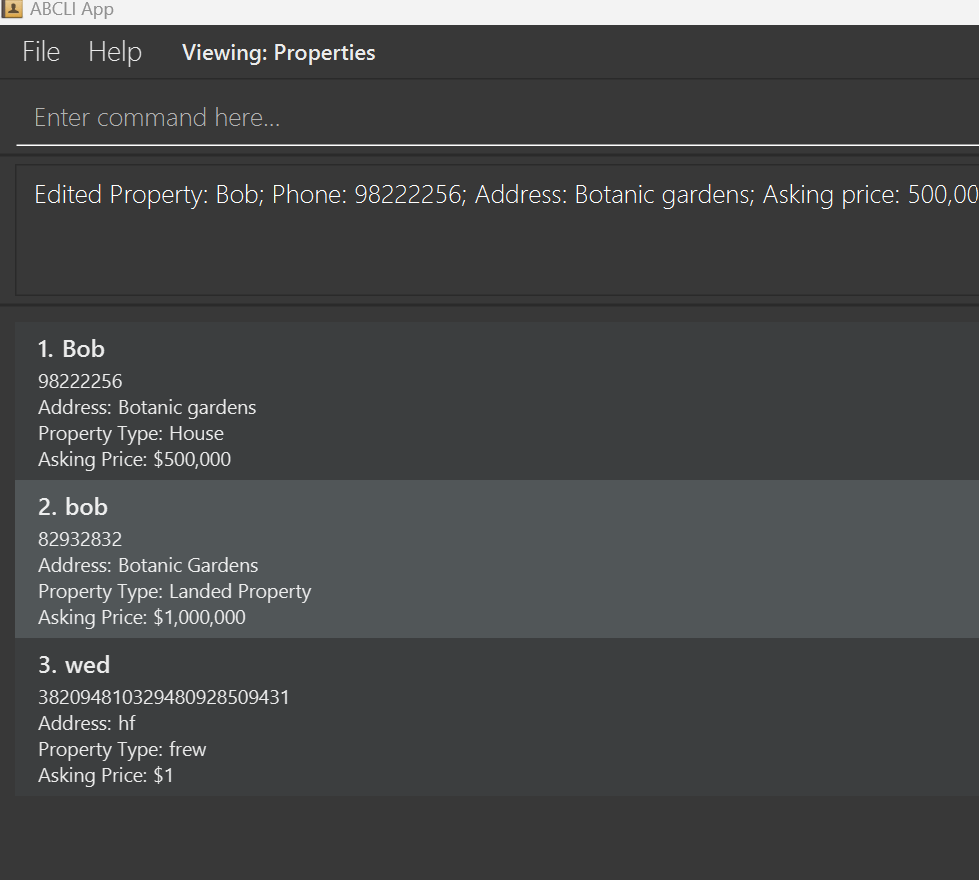 ABCLI App
File Help Viewing: Properties
Enter command here...
Edited Property: Bob; Phone: 98222256; Address: Botanic gardens; Asking price: 500,00
1. Bob
98222256
Address: Botanic gardens
Property Type: House
Asking Price: $500,000
2. bob
82932832
Address: Botanic Gardens
Property Type: Landed Property
Asking Price: $1,000,000
3. wed
382094810329480928509431
Address: hf
Property Type: frew
Asking Price: $1